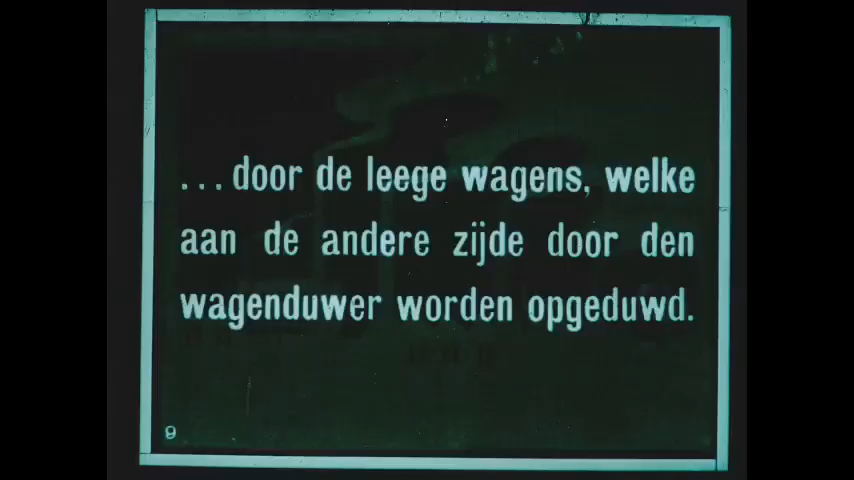 ...door de leege wagens, welke
aan de andere zijde door den
wagenduwer worden opgeduwd.
9